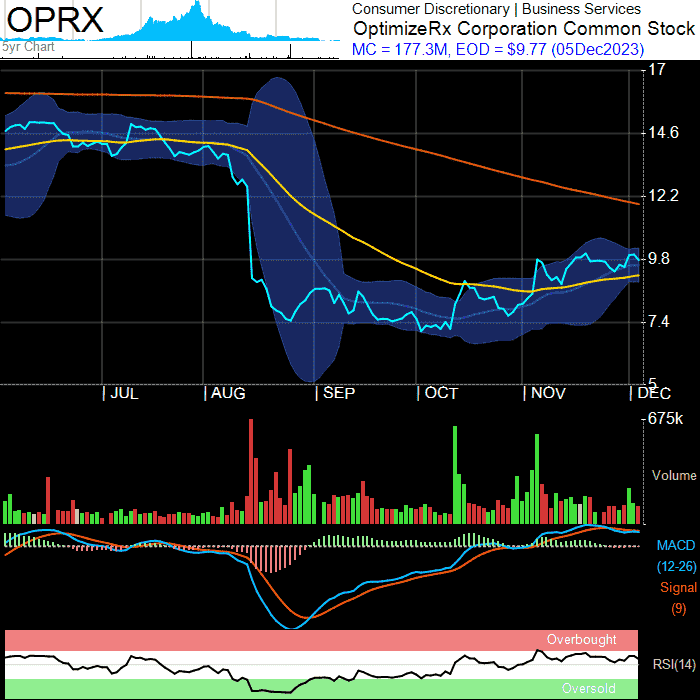 OPRX
5yr Chart
Consumer Discretionary | Business Services
OptimizeRx Corporation Common Stock
MC = 177.3M, EOD = $9.77 (05Dec2023)
17
14.6
12.2
9.8
7.4
5
JUL
AUG
SEP
OCT
NOV
DEC
675k
Volume
MACD
(12-26)
Signal
(9)
Overbought
RSI(14)
Oversold